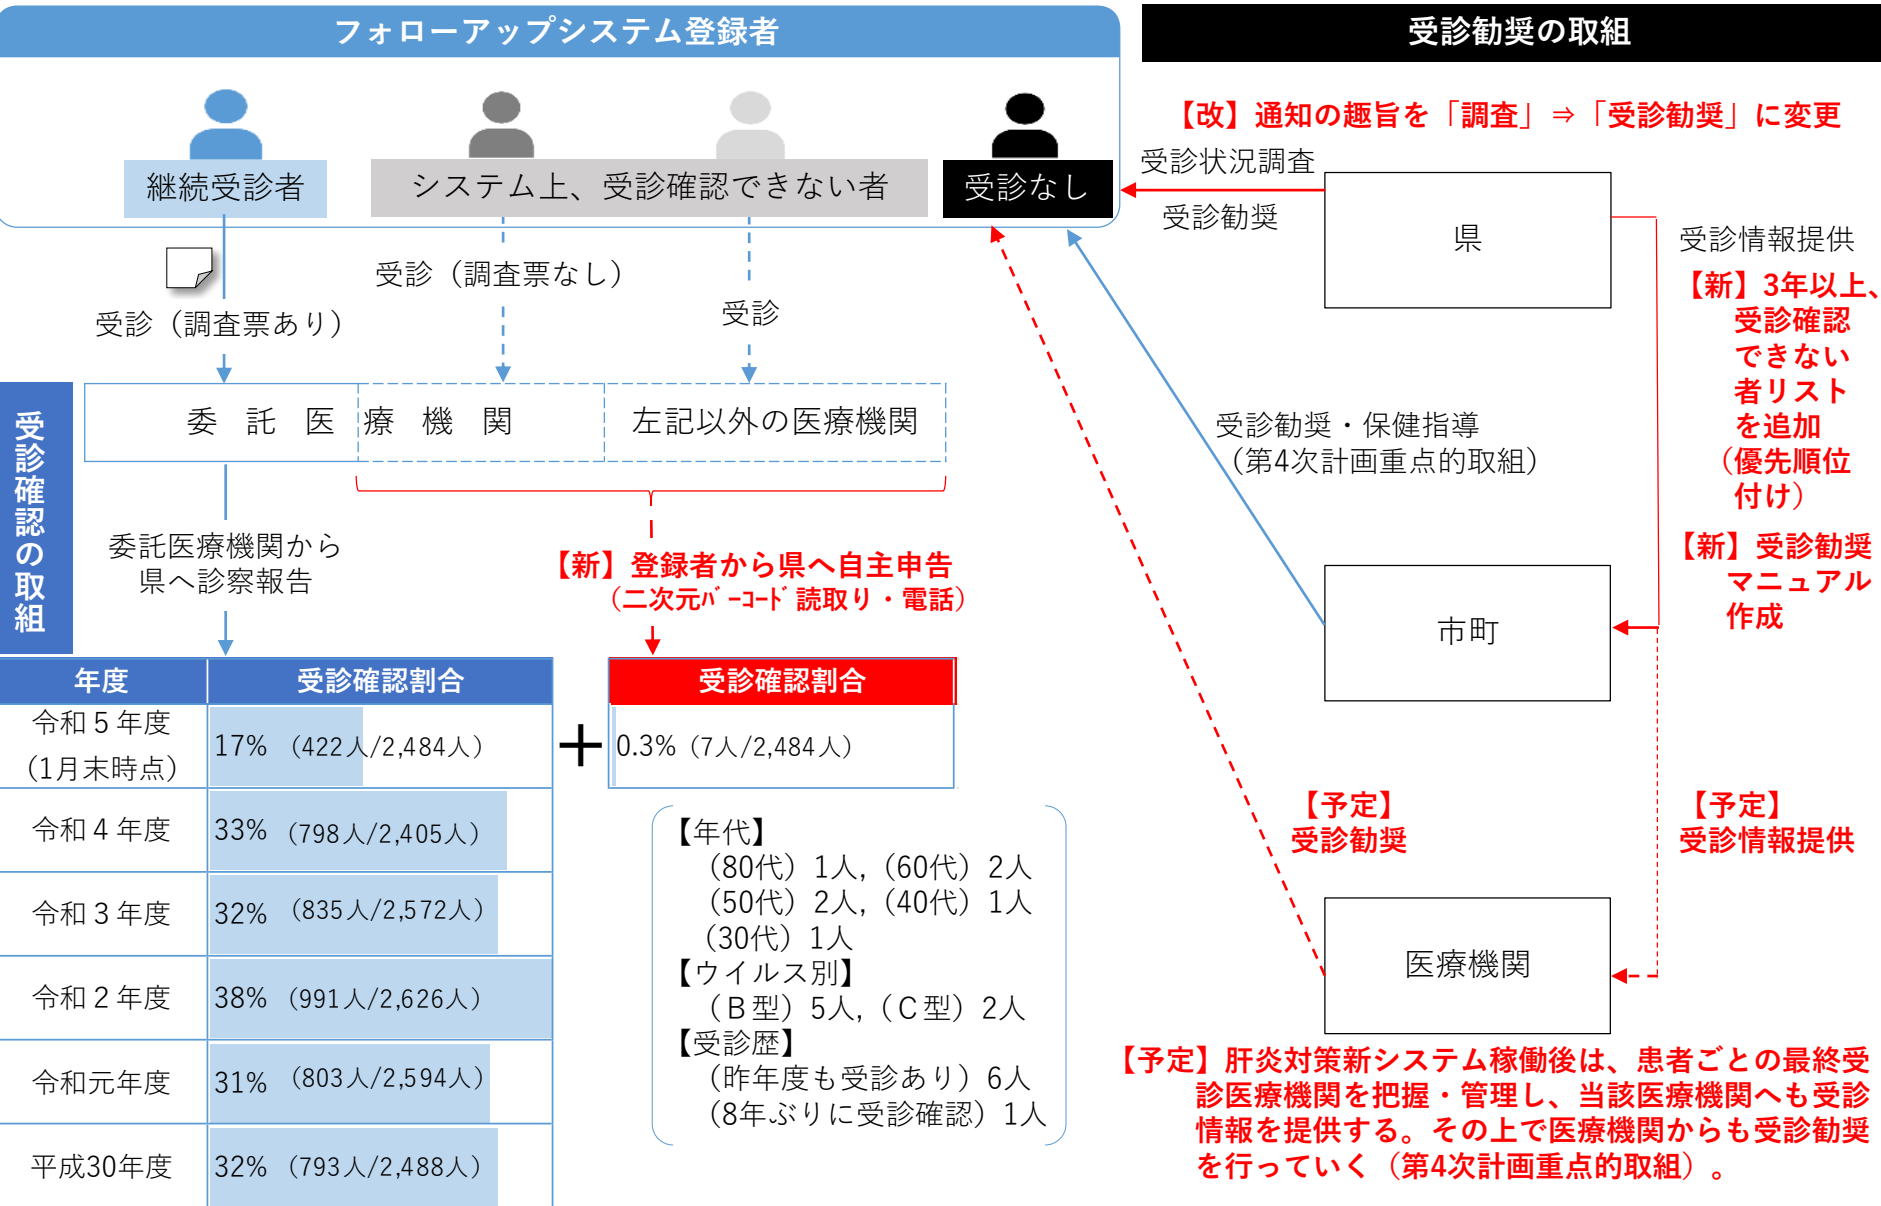 フォローアップシステム登録者
継続受診者
システム上、受診確認できない者
受診なし
受診（調査票あり）
受診（調査票なし）
受診
受診確認の取組
委託医療機関
左記以外の医療機関
委託医療機関から
県へ診察報告
【新】登録者から県へ自主申告
（二次元ﾊﾞｰｺｰﾄﾞ読取り・電話）
年度
受診確認割合
令和５年度
（1月末時点）
17%（422人/2,484人）
令和４年度
33%（798人/2,405人）
令和３年度
32%（835人/2,572人）
令和２年度
38%（991人/2,626人）
令和元年度
31%（803人/2,594人）
平成30年度
32%（793人/2,488人）
＋
受診確認割合
0.3%（7人/2,484人）
【年代】
（80代）1人,（60代）2人
（50代）2人,（40代）1人
（30代）1人
【ウイルス別】
（Ｂ型）5人,（Ｃ型）2人
【受診歴】
（昨年度も受診あり）6人
（8年ぶりに受診確認）1人
受診勧奨の取組
【改】通知の趣旨を「調査」⇒「受診勧奨」に変更
受診状況調査
受診勧奨
県
受診情報提供
【新】3年以上、
受診確認
できない
者リスト
を追加
（優先順位
付け）
【新】受診勧奨
マニュアル
作成
受診勧奨・保健指導
（第4次計画重点的取組）
市町
【予定】
受診勧奨
【予定】
受診情報提供
医療機関
【予定】肝炎対策新システム稼働後は、患者ごとの最終受
診医療機関を把握・管理し、当該医療機関へも受診
情報を提供する。その上で医療機関からも受診勧奨
を行っていく（第4次計画重点的取組）。